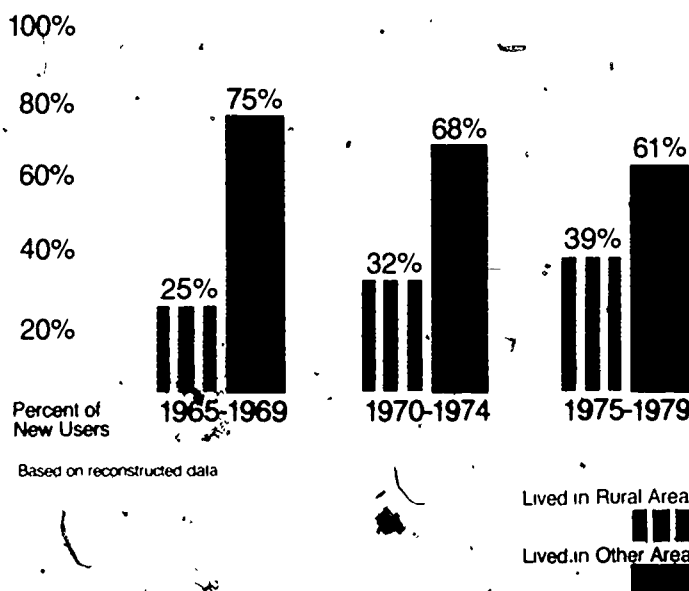 100%
80%
60%
40%
20%
75%
68%
61%
25%
32%
39%
Percent of
New Users
1965-1969
1970-1974
1975-1979
Based on reconstructed data
Lived in Rural Area
Lived in Other Area